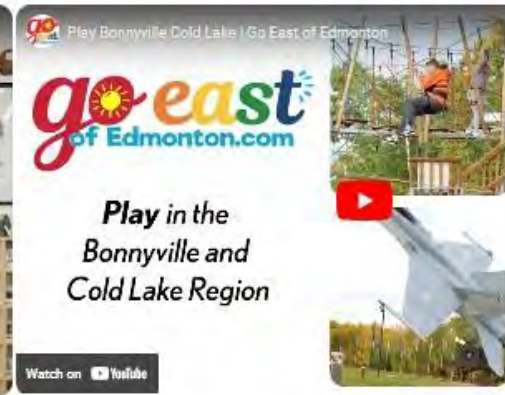 Play Bonnyville Cold Lake | Go East of Edmonton
go east
of Edmonton.com
Play in the
Bonnyville and
Cold Lake Region
Watch on YouTube